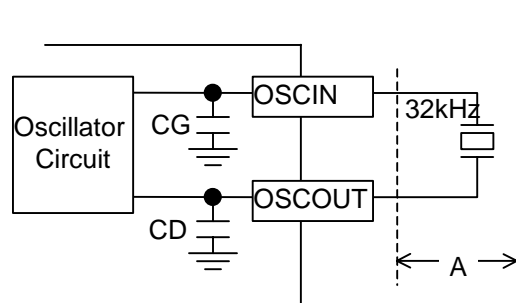 OSCIN
32kHz
Oscillator
Circuit
CG
OSCOUT
CD
A